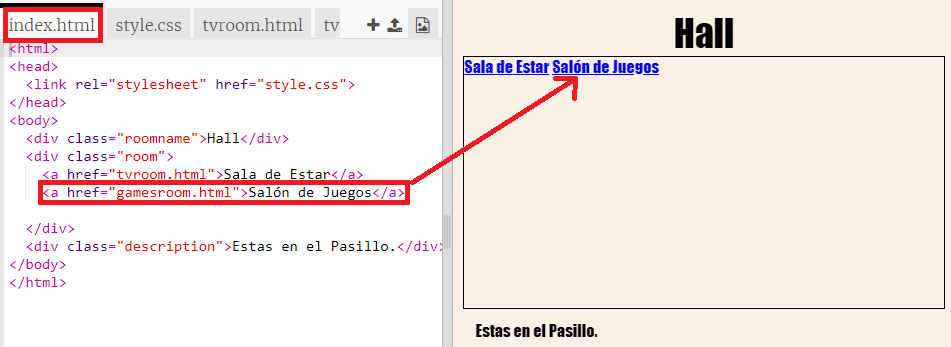 index.html style.css tvroom.html tv
<html>
<head>
<link rel="stylesheet" href="style.css">
</head>
<body>
<div class="roomname">Hall</div>
<div class="room">
<a href="tvroom.html">Sala de Estar</a>
<a href="gamesroom.html">Salón de Juegos</a>
</div>
<div class="description">Estas en el Pasillo.</div>
</body>
</html>
Hall
Sala de Estar Salón de Juegos
Estas en el Pasillo.